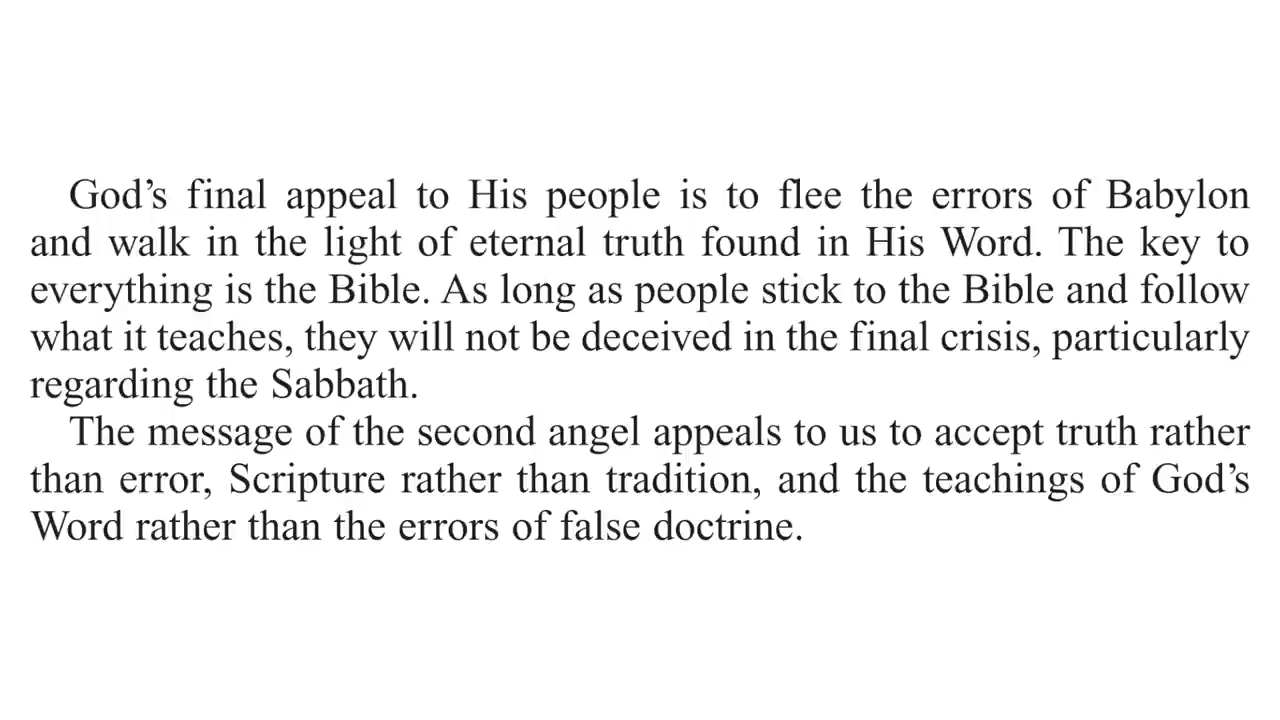 God’s final appeal to His people is to flee the errors of Babylon
and walk in the light of eternal truth found in His Word. The key to
everything is the Bible. As long as people stick to the Bible and follow
what it teaches, they will not be deceived in the final crisis, particularly
regarding the Sabbath.
The message of the second angel appeals to us to accept truth rather
than error, Scripture rather than tradition, and the teachings of God’s
Word rather than the errors of false doctrine.